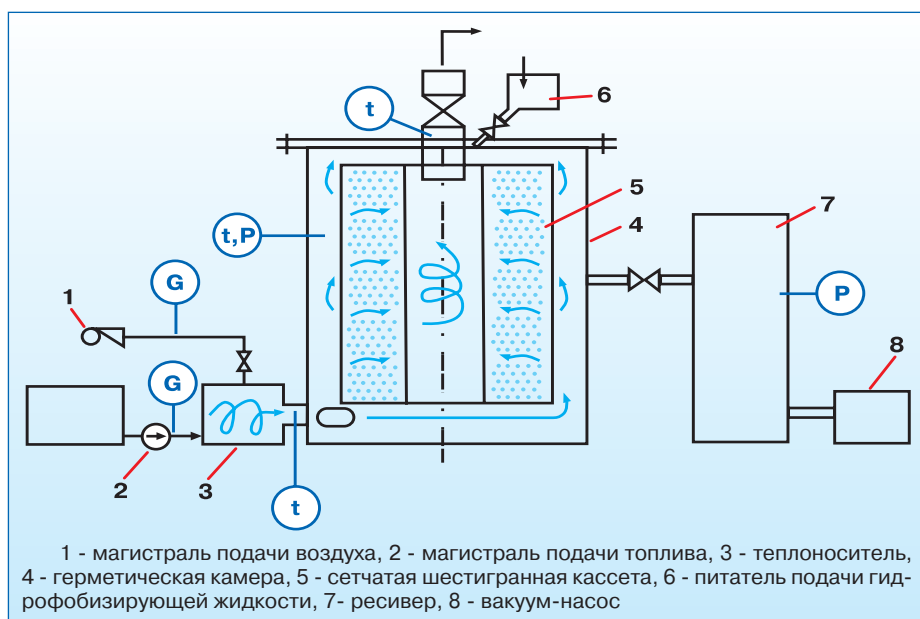 t
6
5
7
t,P
4
G
1
P
8
G
2
3
t
1 - магистраль подачи воздуха, 2 - магистраль подачи топлива, 3 - теплоноситель,
4 - герметическая камера, 5 - сетчатая шестигранная кассета, 6 - питатель подачи гид-
рофобизирующей жидкости, 7- ресивер, 8 - вакуум-насос